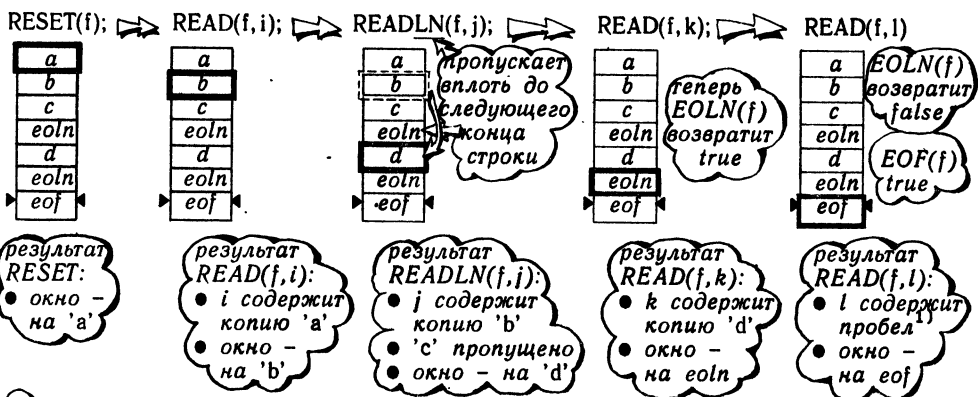 RESET(f); READ(f,i); READLN(f,j); READ(f,k); READ(f,l)
a
b
c
eoln
d
eoln
eof
результат
RESET:
● окно –
на 'a'
a
b
c
eoln
d
eoln
eof
результат
READ(f,i):
● i содержит
копию 'a'
● окно –
на 'b'
a
b
c
eoln
d
eoln
eof
пропускает
вплоть до
следующего
конца
строки
результат
READLN(f,j):
● j содержит
копию 'b'
● 'c' пропущено
● окно – на 'd'
a
b
c
eoln
d
eoln
eof
теперь
EOLN(f)
возвратит
true
результат
READ(f,k):
● k содержит
копию 'd'
● окно –
на eoln
a
b
c
eoln
d
eoln
eof
EOLN(f)
возвратит
false
EOF(f)
true
результат
READ(f,l):
● l содержит
пробел1)
● окно –
на eof